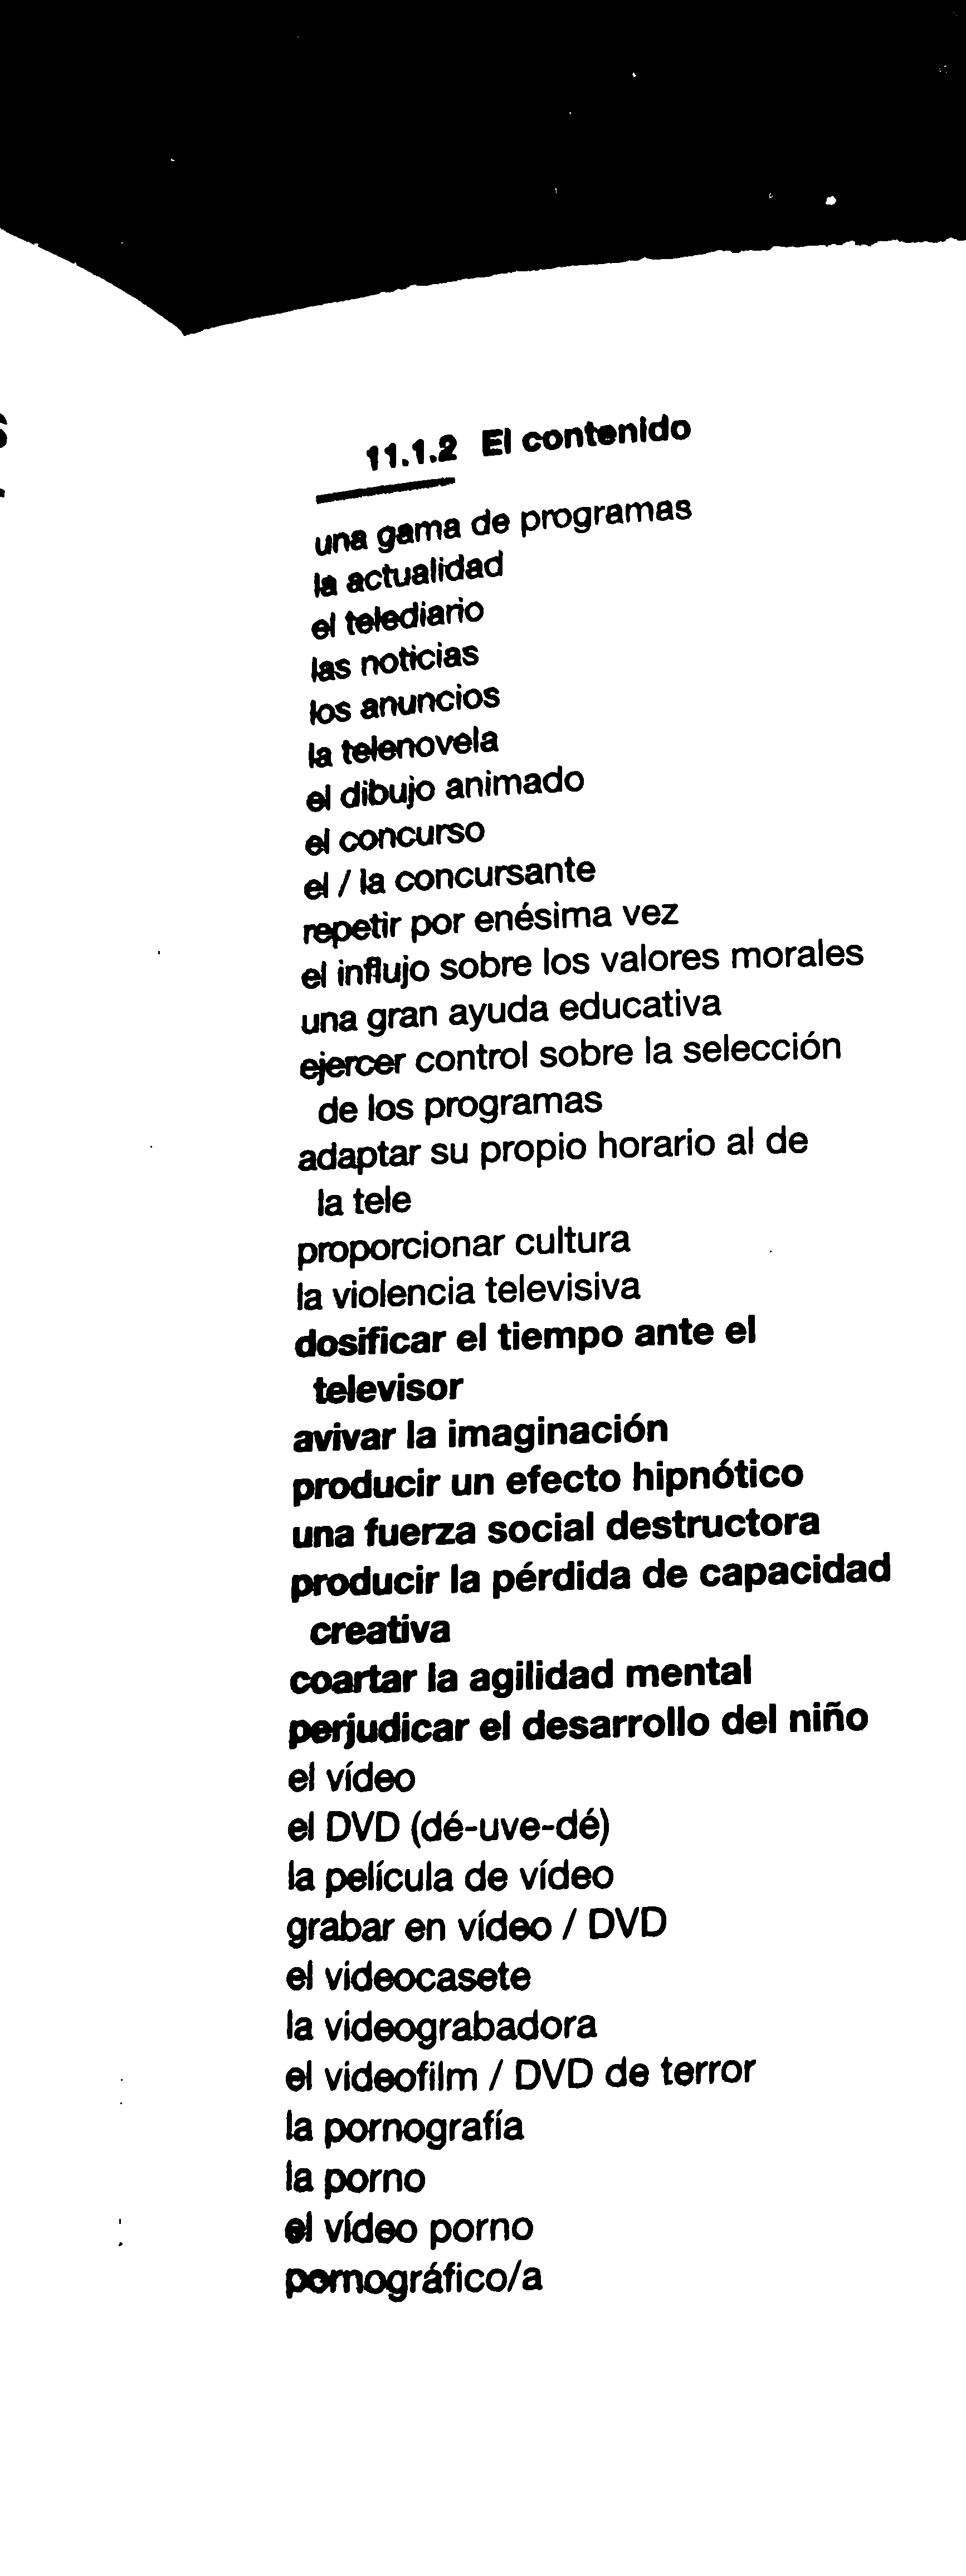 11.1.2 El contenido
una gama de programas
la actualidad
el telediario
las noticias
los anuncios
la telenovela
el dibujo animado
el concurso
el / la concursante
repetir por enésima vez
el influjo sobre los valores morales
una gran ayuda educativa
ejercer control sobre la selección
de los programas
adaptar su propio horario al de
la tele
proporcionar cultura
la violencia televisiva
dosificar el tiempo ante el
televisor
avivar la imaginación
producir un efecto hipnótico
una fuerza social destructora
producir la pérdida de capacidad
creativa
coartar la agilidad mental
perjudicar el desarrollo del niño
el vídeo
el DVD (dé-uve-dé)
la película de vídeo
grabar en vídeo / DVD
el videocasete
la videograbadora
el videofilm / DVD de terror
la pornografía
la porno
el vídeo porno
pornográfico/a